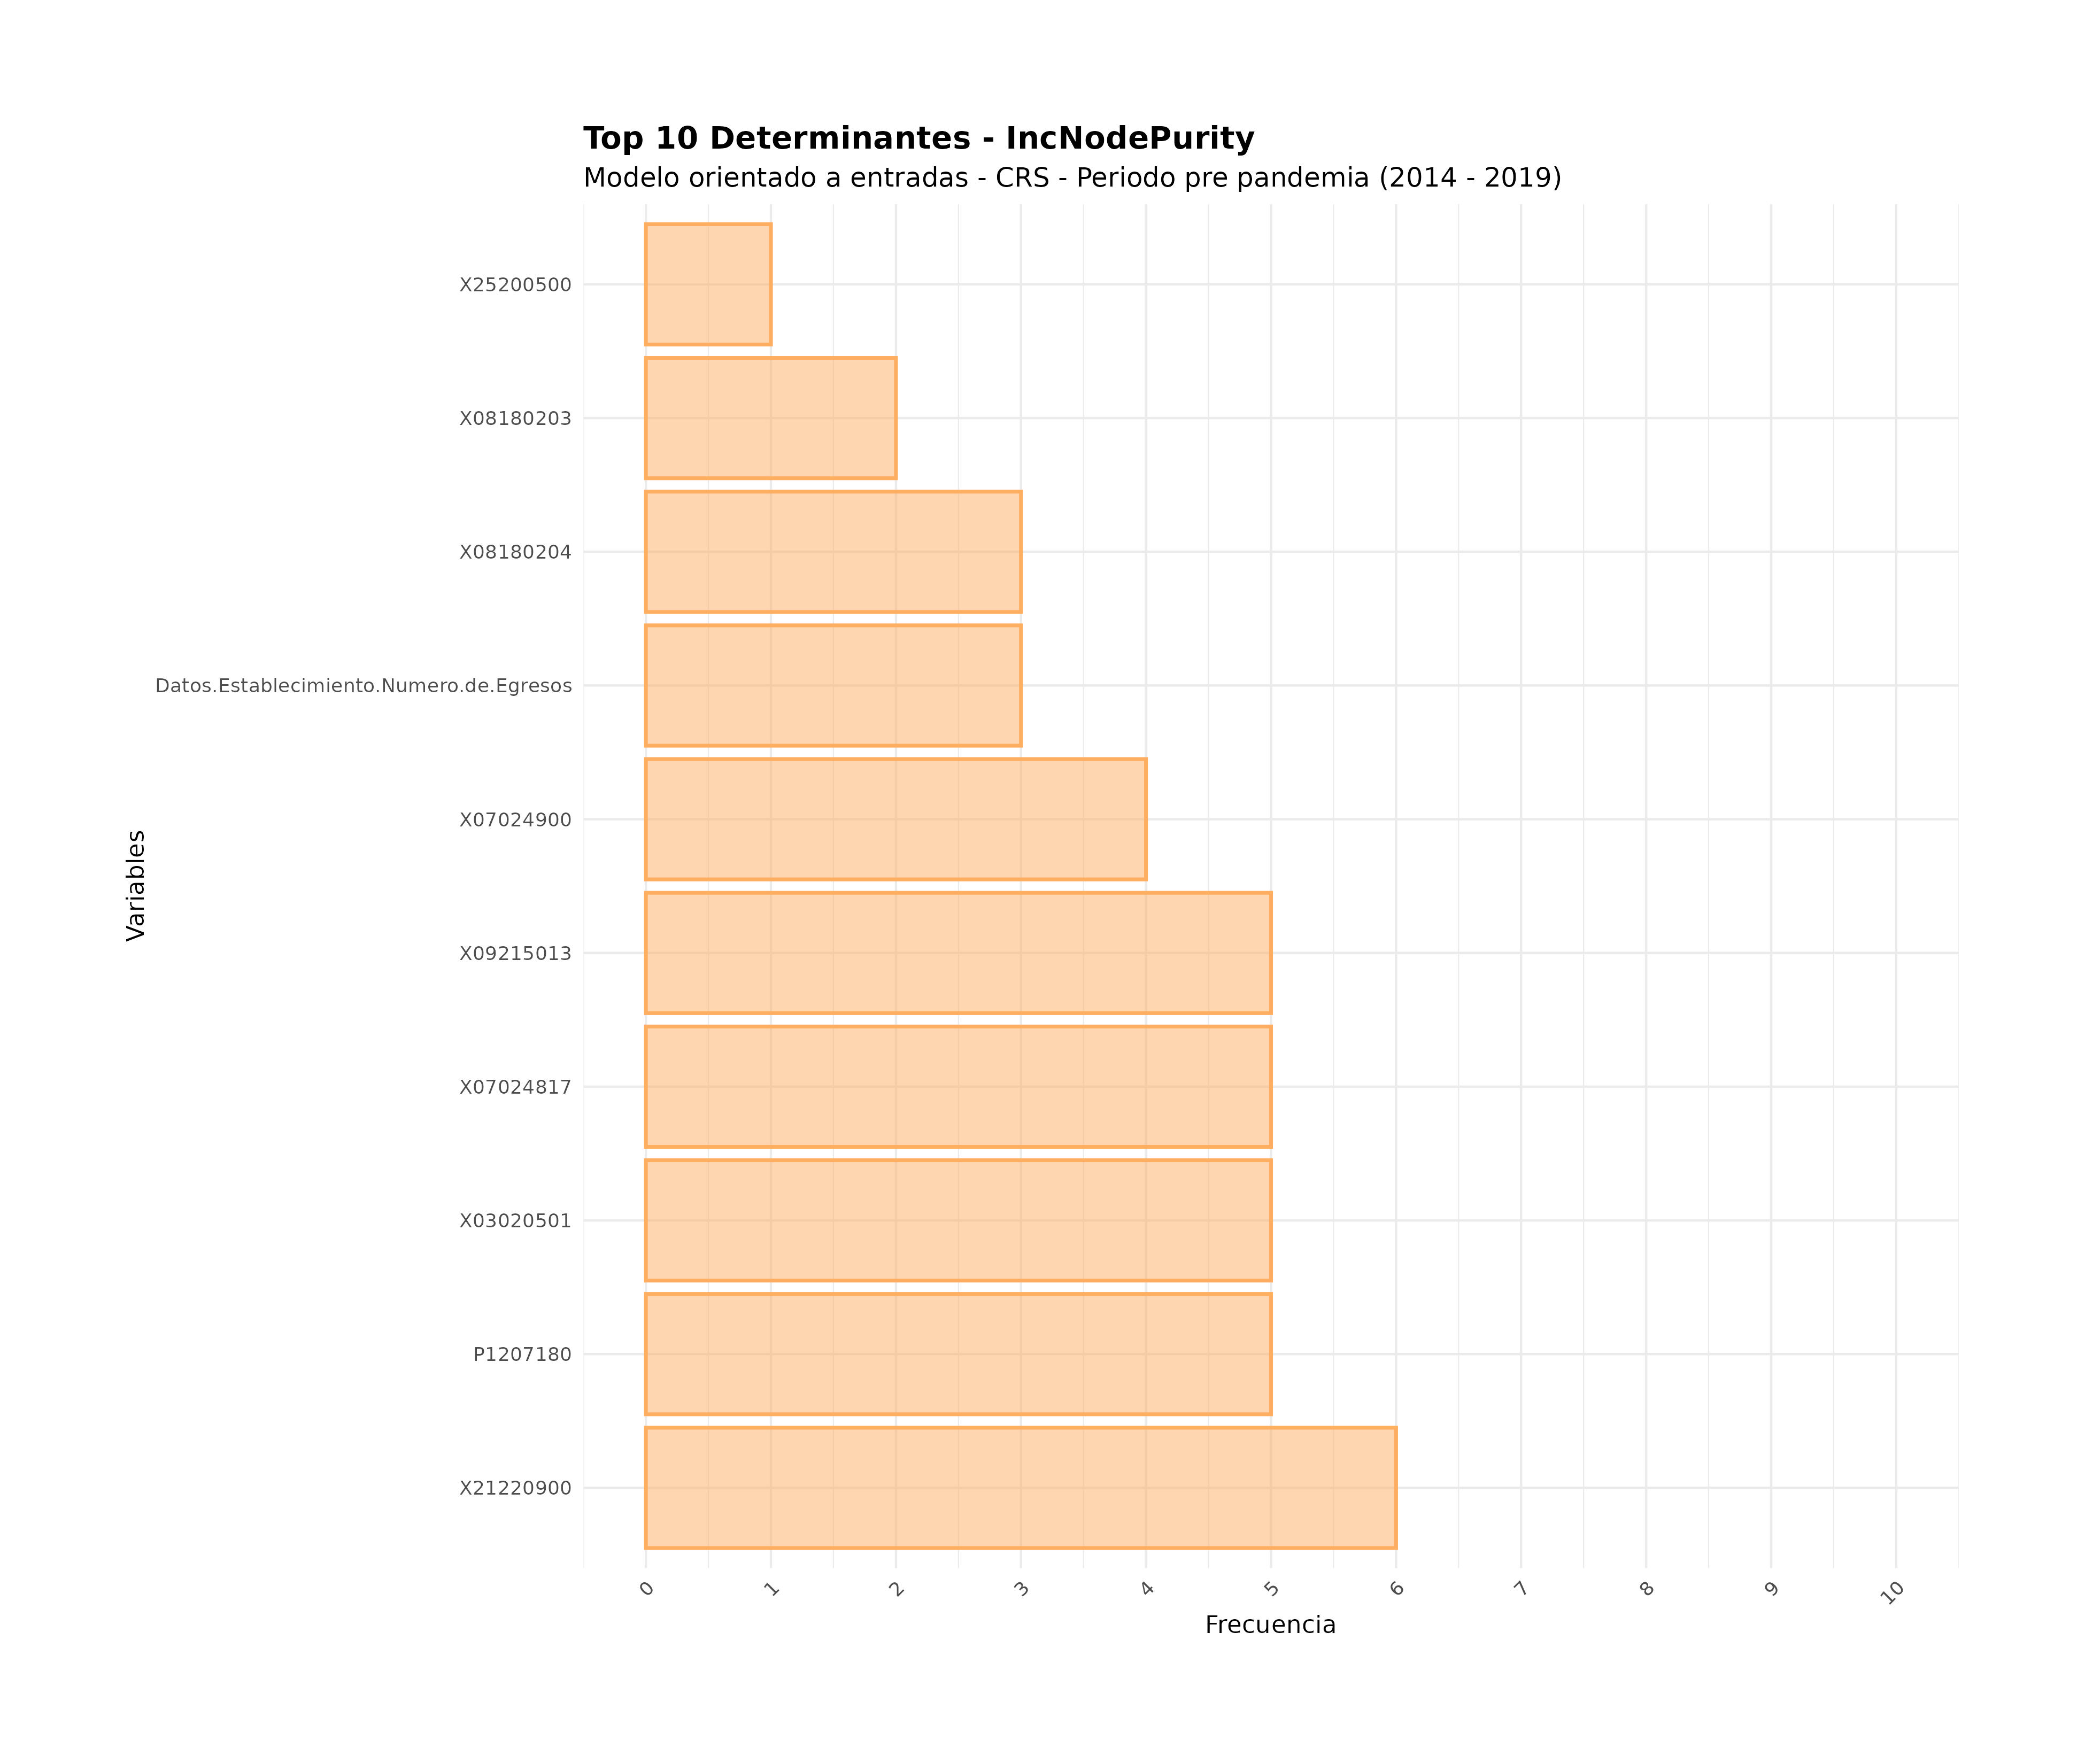 Top 10 Determinantes - IncNodePurity
Modelo orientado a entradas - CRS - Periodo pre pandemia (2014 - 2019)
Variables
X25200500
X08180203
X08180204
Datos.Establecimiento.Numero.de.Egresos
X07024900
X09215013
X07024817
X03020501
P1207180
X21220900
0 1 2 3 4 5 6 7 8 9 10
Frecuencia